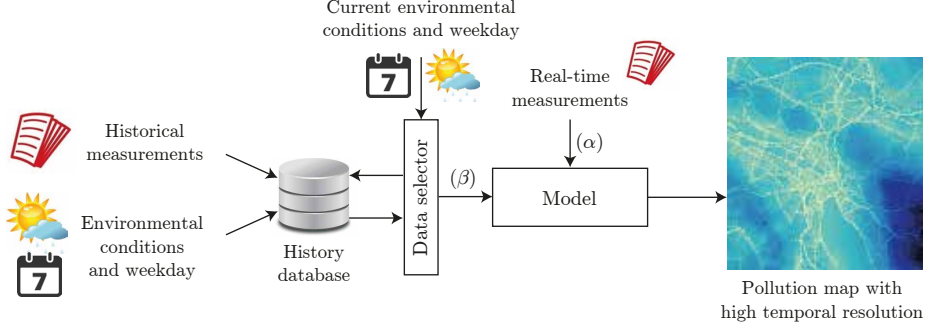 Current environmental
conditions and weekday
7
Real-time
measurements
(α)
Historical
measurements
Environmental
conditions
and weekday
7
History
database
Data selector
(β)
Model
Pollution map with
high temporal resolution